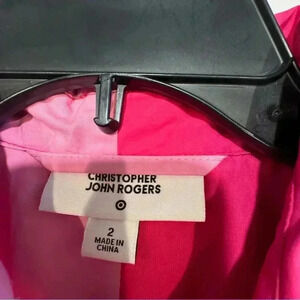 CHRISTOPHER
JOHN ROGERS
2
MADE IN
CHINA